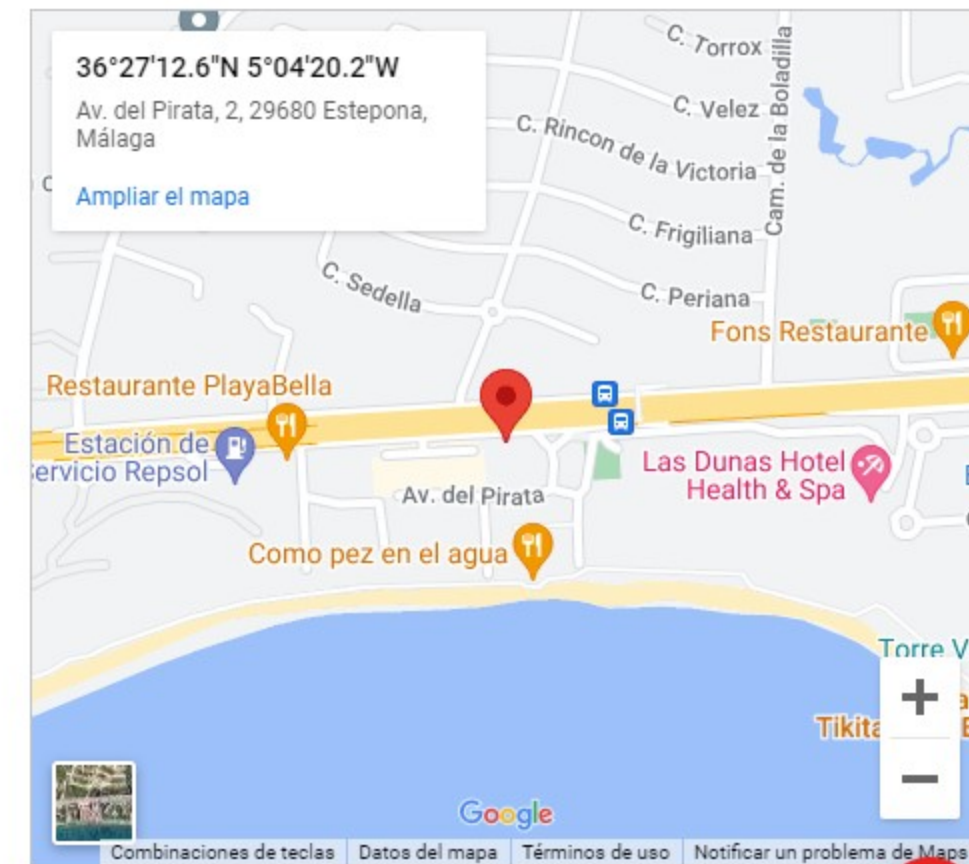 36°27'12.6"N 5°04'20.2"W
Av. del Pirata, 2, 29680 Estepona,
Málaga
Ampliar el mapa
C. Torrox
C. Velez
C. Rincon de la Victoria
Cam. de la Boladilla
C. Frigiliana
C. Sedella
C. Periana
Fons Restaurante
Restaurante PlayaBella
Estación de
Servicio Repsol
Las Dunas Hotel
Health & Spa
Av. del Pirata
Como pez en el agua
Torre V
Tikita
Google
Combinaciones de teclas
Datos del mapa
Términos de uso
Notificar un problema de Maps